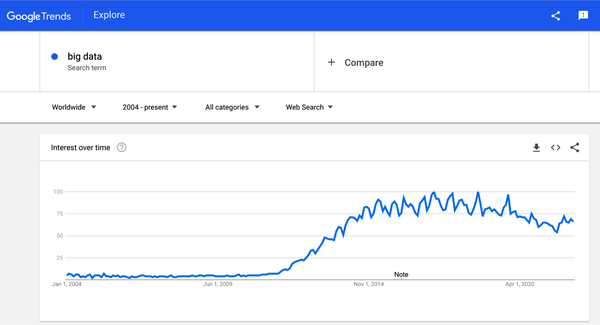 Google Trends Explore
big data
Search term
+ Compare
Worldwide 2004 - present All categories Web Search
Interest over time ?
100
75
50
25
Note
Jan 1, 2004 Jun 1, 2009 Nov 1, 2014 Apr 1, 2020